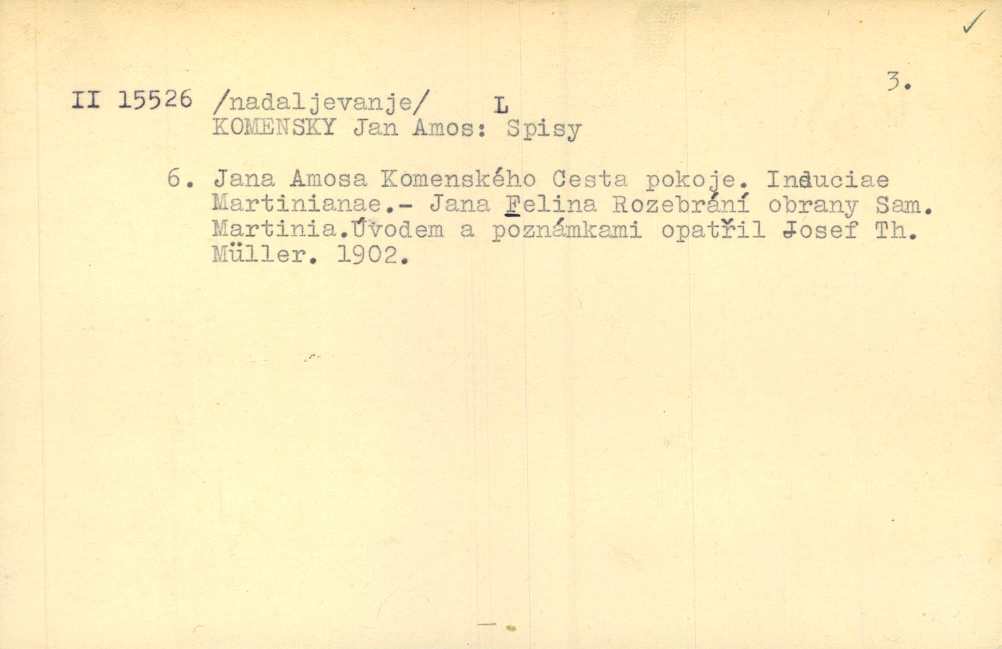 3.
II 15526 /nadaljevanje/ L
KOMENSKY Jan Amos: Spisy
6. Jana Amosa Komenského Cesta pokoje. Induciae
Martinianae.- Jana Felina Rozebrání obrany Sam.
Martinia.Úvodem a poznámkami opatřil Josef Th.
Müller. 1902.